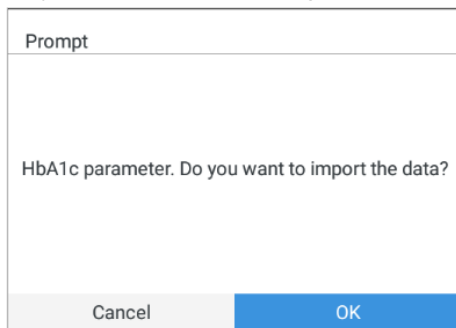 Prompt
HbA1c parameter. Do you want to import the data?
Cancel
OK